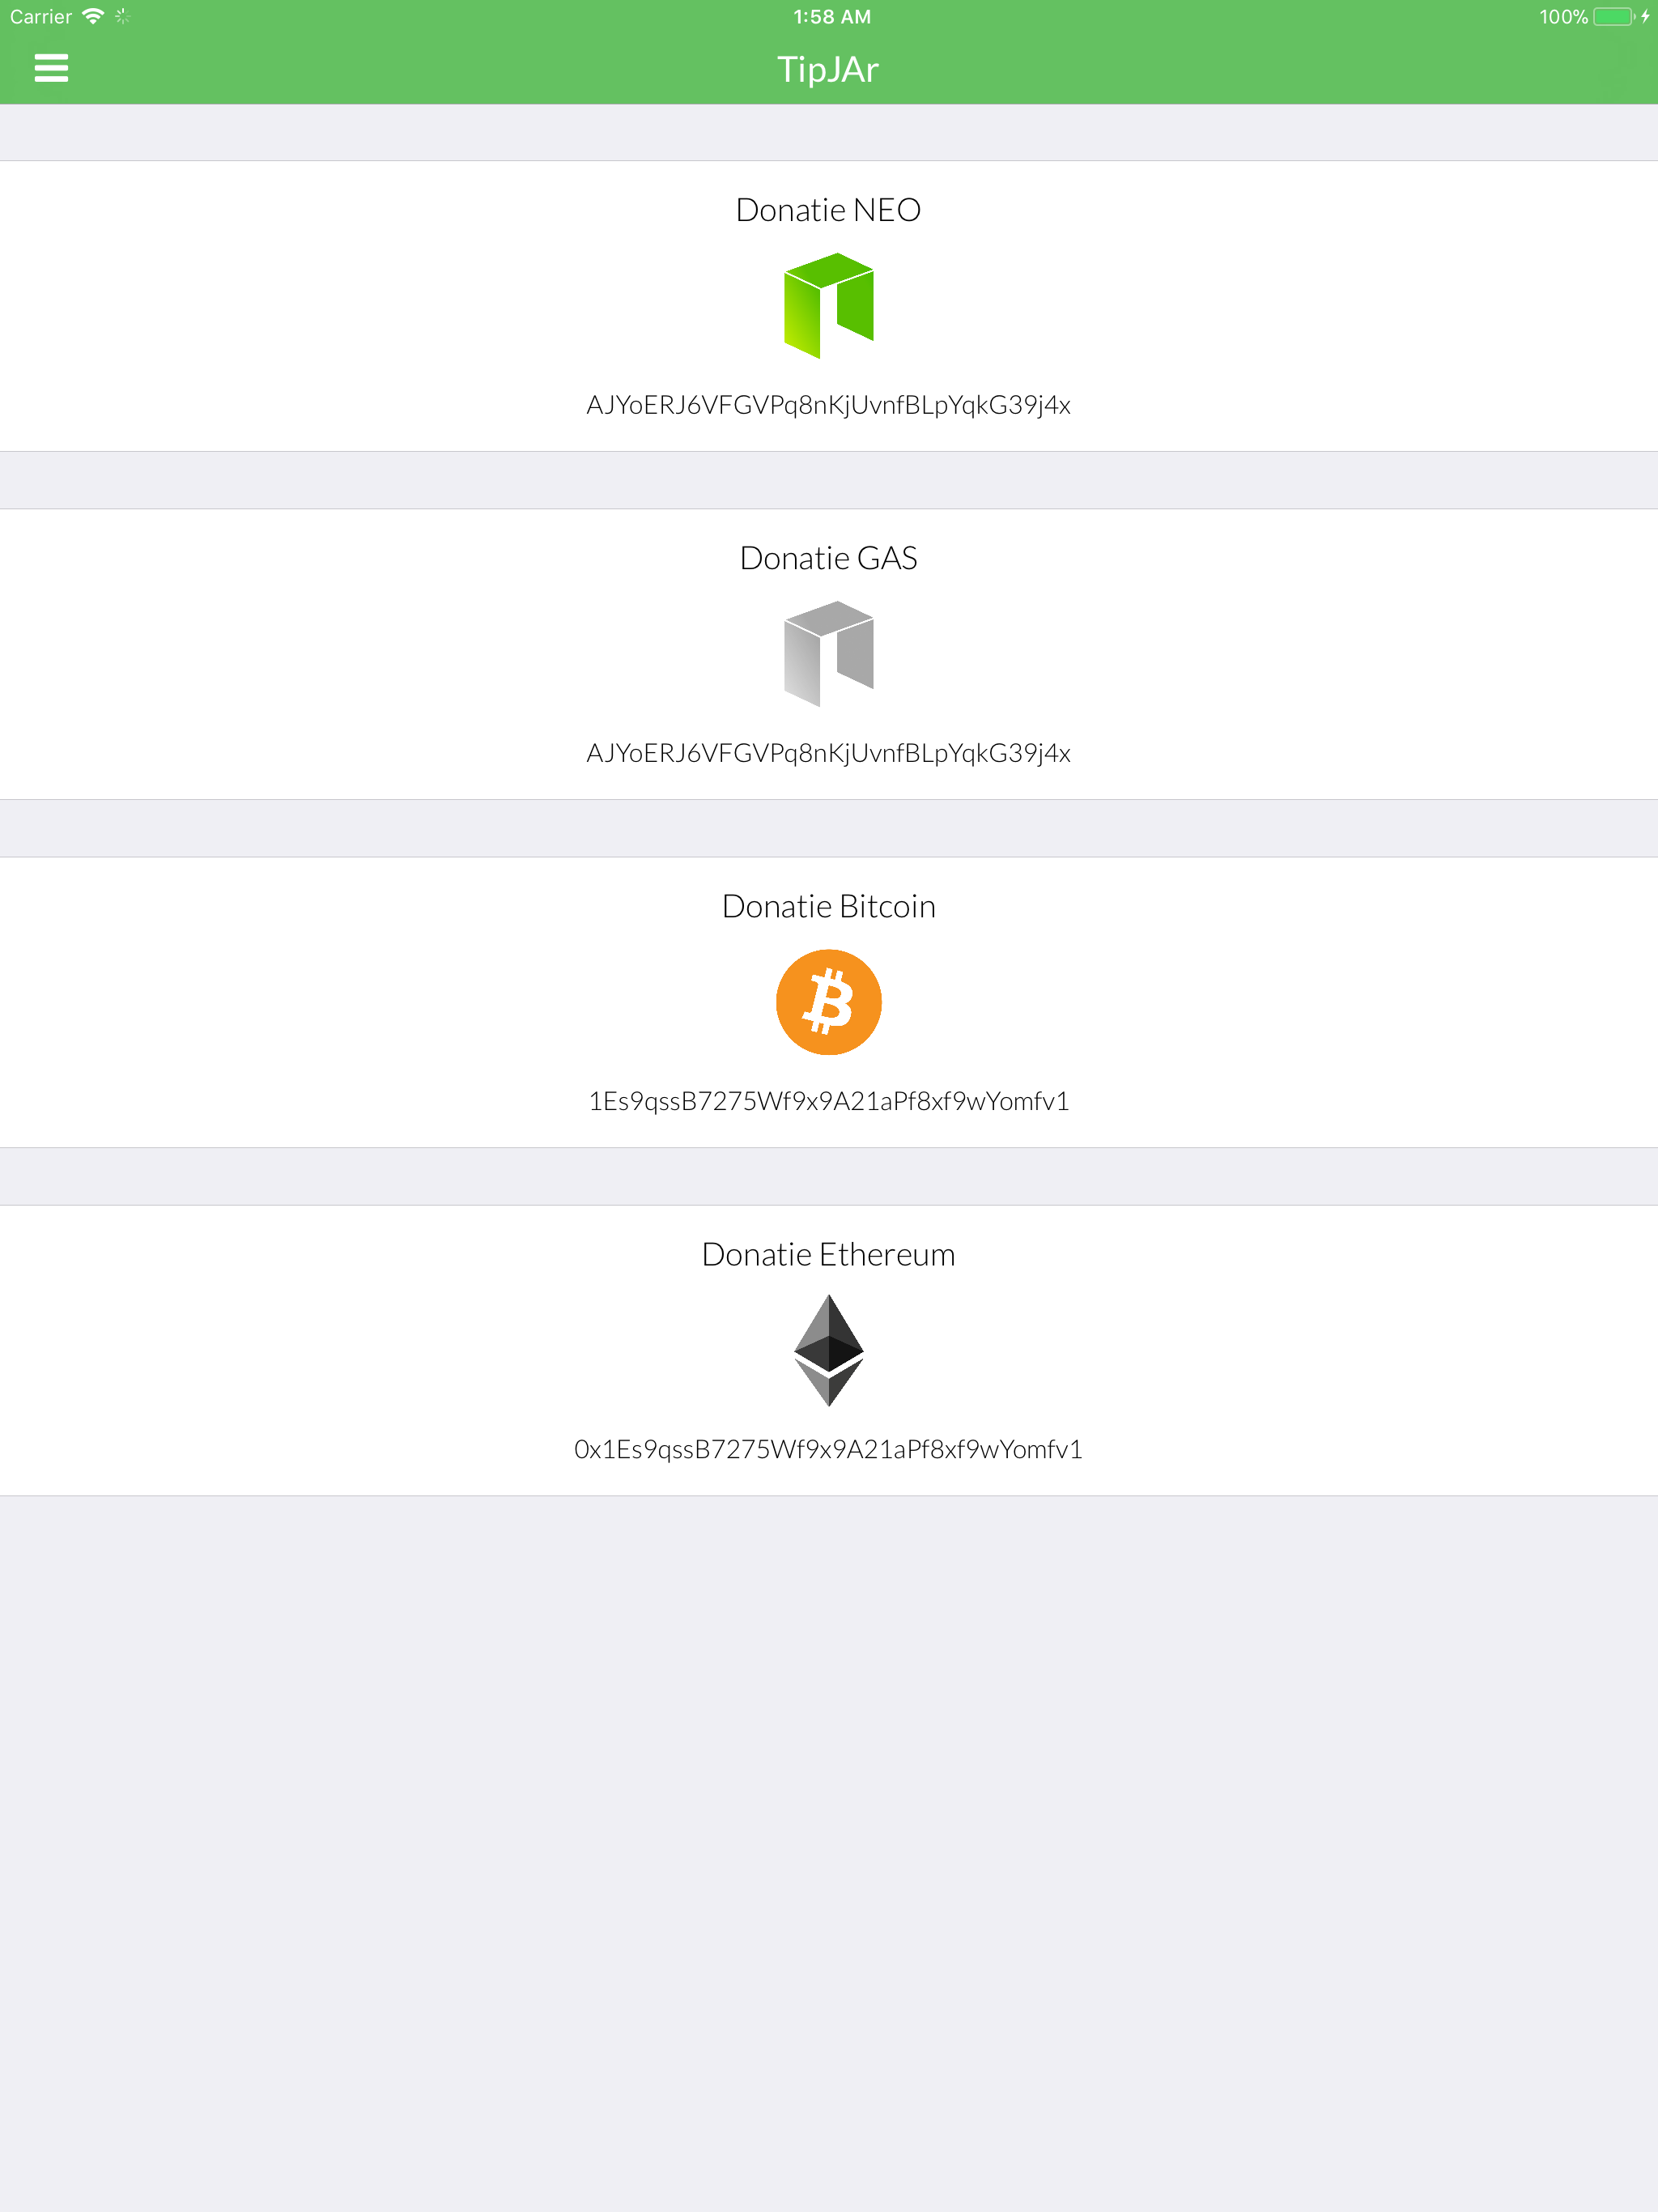 Carrier
1:58 AM
100%
TipJAr
Donatie NEO
AJYoERJ6VFGVPq8nKjUvnfBLpYqkG39j4x
Donatie GAS
AJYoERJ6VFGVPq8nKjUvnfBLpYqkG39j4x
Donatie Bitcoin
1Es9qssB7275Wf9x9A21aPf8xf9wYomfv1
Donatie Ethereum
0x1Es9qssB7275Wf9x9A21aPf8xf9wYomfv1